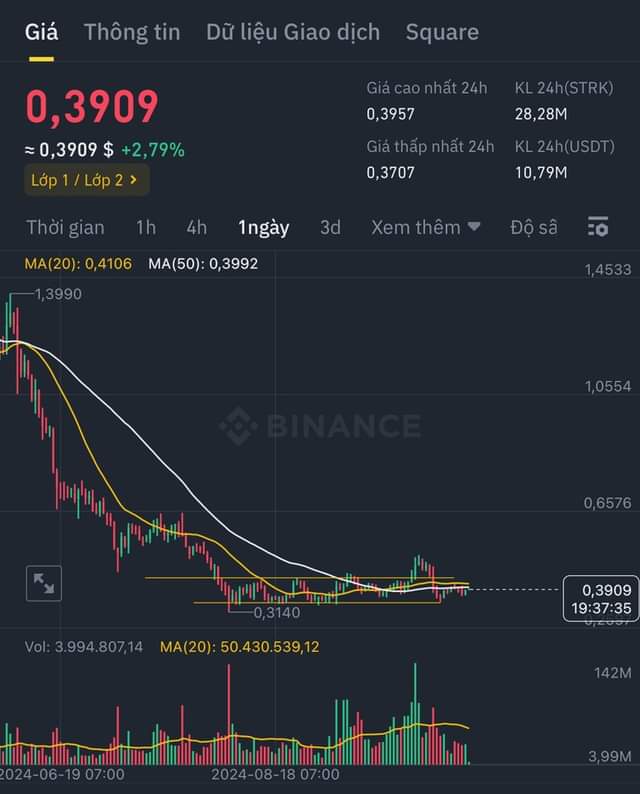 Giá Thông tin Dữ liệu Giao dịch Square
0,3909
≈ 0,3909 $ +2,79%
Lớp 1 / Lớp 2 >
Giá cao nhất 24h KL 24h(STRK)
0,3957 28,28M
Giá thấp nhất 24h KL 24h(USDT)
0,3707 10,79M
Thời gian 1h 4h 1ngày 3d Xem thêm Độ sâ
MA(20): 0,4106 MA(50): 0,3992
1,4533
1,3990
1,0554
BINANCE
0,6576
0,3909
19:37:35
0,3140
Vol: 3.994.807,14 MA(20): 50.430.539,12
142M
3,99M
2024-06-19 07:00 2024-08-18 07:00